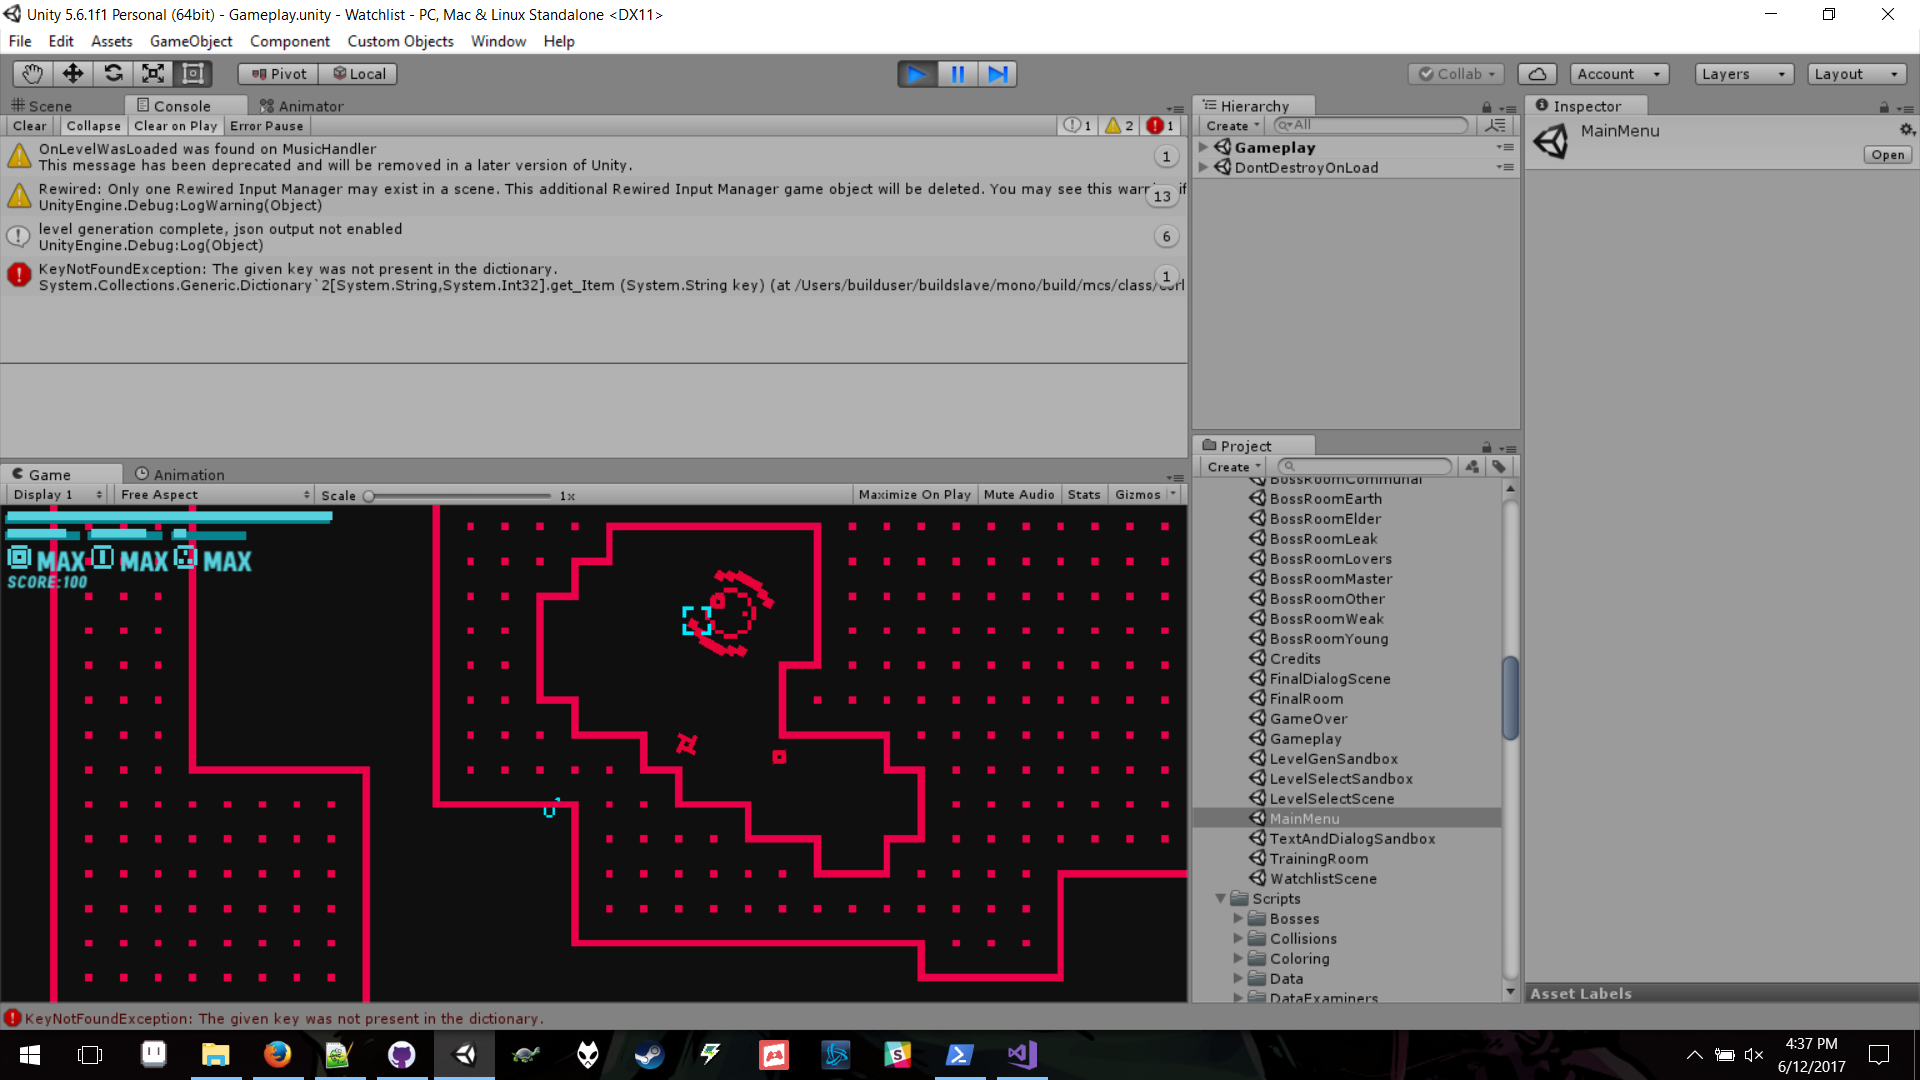 Unity 5.6.1f1 Personal (64bit) - Gameplay.unity - Watchlist - PC, Mac & Linux Standalone <DX11>
File Edit Assets GameObject Component Custom Objects Window Help
Pivot Local Collab Account Layers Layout
Scene Console Animator
Clear Collapse Clear on Play Error Pause 1 2 1
OnLevelWasLoaded was found on MusicHandler
This message has been deprecated and will be removed in a later version of Unity.
1
Rewired: Only one Rewired Input Manager may exist in a scene. This additional Rewired Input Manager game object will be deleted. You may see this warning if
UnityEngine.Debug:LogWarning(Object)
13
level generation complete, json output not enabled
UnityEngine.Debug:Log(Object)
6
KeyNotFoundException: The given key was not present in the dictionary.
System.Collections.Generic.Dictionary`2[System.String,System.Int32].get_Item (System.String key) (at /Users/builduser/buildslave/mono/build/mcs/class/corl
1
Game Animation
Display 1 Free Aspect Scale 1x Maximize On Play Mute Audio Stats Gizmos
MAX MAX MAX
SCORE:100
Hierarchy
Create All
Gameplay
DontDestroyOnLoad
Project
Create
BossRoomCommunal
BossRoomEarth
BossRoomElder
BossRoomLeak
BossRoomLovers
BossRoomMaster
BossRoomOther
BossRoomWeak
BossRoomYoung
Credits
FinalDialogScene
FinalRoom
GameOver
Gameplay
LevelGenSandbox
LevelSelectSandbox
LevelSelectScene
MainMenu
TextAndDialogSandbox
TrainingRoom
WatchlistScene
Scripts
Bosses
Collisions
Coloring
Data
DataExaminers
Inspector
MainMenu
Open
Asset Labels
KeyNotFoundException: The given key was not present in the dictionary.
4:37 PM
6/12/2017